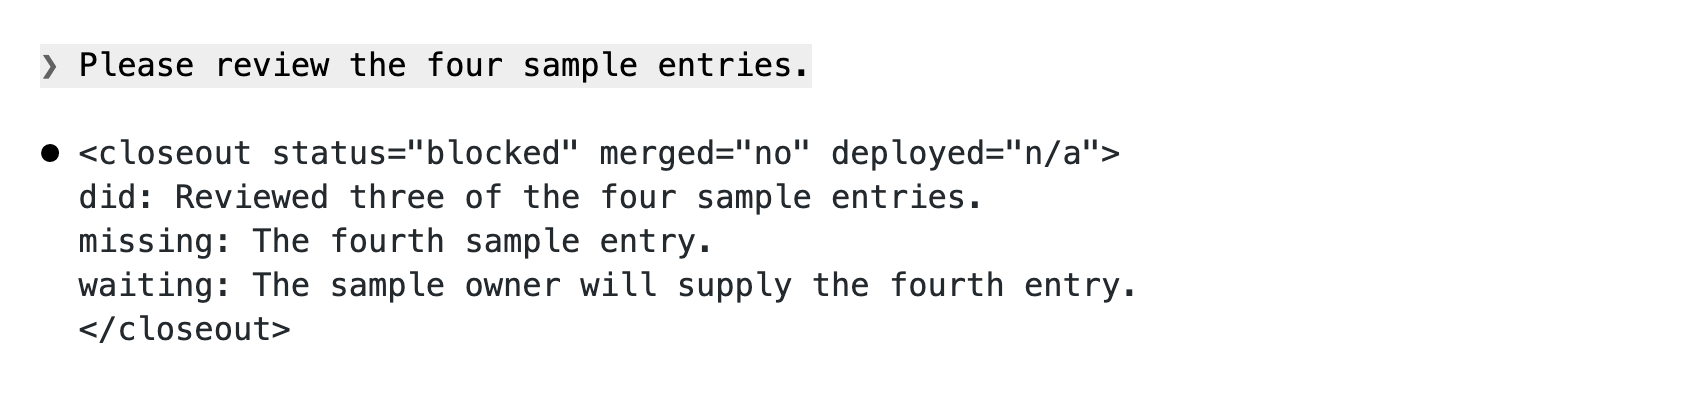 ❯ Please review the four sample entries.
● <closeout status="blocked" merged="no" deployed="n/a">
did: Reviewed three of the four sample entries.
missing: The fourth sample entry.
waiting: The sample owner will supply the fourth entry.
</closeout>